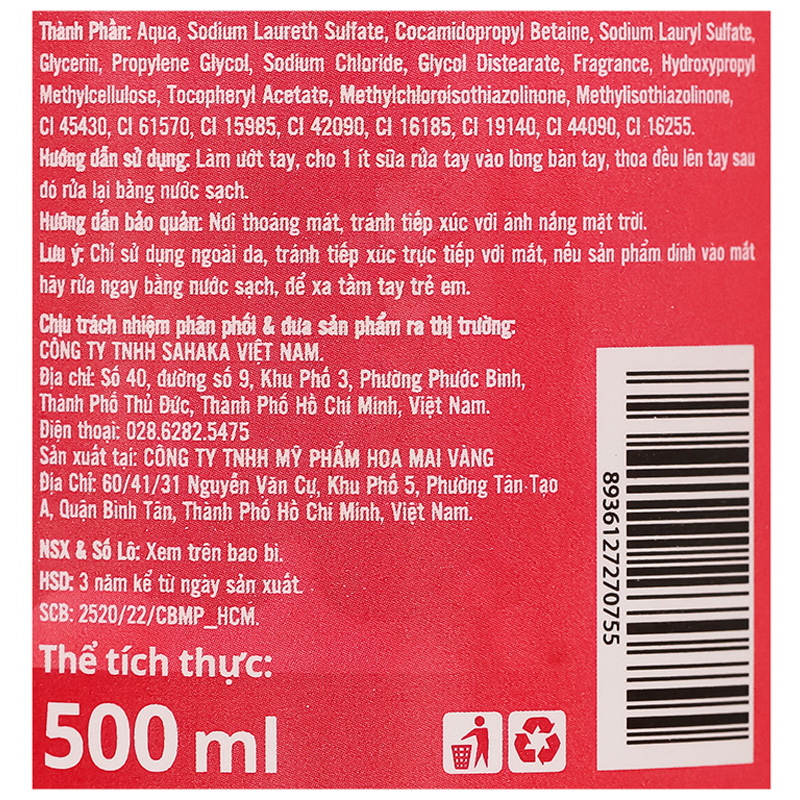 Thành Phần: Aqua, Sodium Laureth Sulfate, Cocamidopropyl Betaine, Sodium Lauryl Sulfate,
Glycerin, Propylene Glycol, Sodium Chloride, Glycol Distearate, Fragrance, Hydroxypropyl
Methylcellulose, Tocopheryl Acetate, Methylchloroisothiazolinone, Methylisothiazolinone,
CI 45430, CI 61570, CI 15985, CI 42090, CI 16185, CI 19140, CI 44090, CI 16255.
Hướng dẫn sử dụng: Làm ướt tay, cho 1 ít sữa rửa tay vào lòng bàn tay, thoa đều lên tay sau
đó rửa lại bằng nước sạch.
Hướng dẫn bảo quản: Nơi thoáng mát, tránh tiếp xúc với ánh nắng mặt trời.
Lưu ý: Chỉ sử dụng ngoài da, tránh tiếp xúc trực tiếp với mắt, nếu sản phẩm dính vào mắt
hãy rửa ngay bằng nước sạch, để xa tầm tay trẻ em.
Chịu trách nhiệm phân phối & đưa sản phẩm ra thị trường:
CÔNG TY TNHH SAHAKA VIỆT NAM.
Địa chỉ: Số 40, đường số 9, Khu Phố 3, Phường Phước Bình,
Thành Phố Thủ Đức, Thành Phố Hồ Chí Minh, Việt Nam.
Điện thoại: 028.6282.5475
Sản xuất tại: CÔNG TY TNHH MỸ PHẨM HOA MAI VÀNG
Địa Chỉ: 60/41/31 Nguyễn Văn Cự, Khu Phố 5, Phường Tân Tạo
A, Quận Bình Tân, Thành Phố Hồ Chí Minh, Việt Nam.
NSX & Số Lô: Xem trên bao bì.
HSD: 3 năm kể từ ngày sản xuất.
SCB: 2520/22/CBMP_HCM.
Thể tích thực:
500 ml
8936127270755